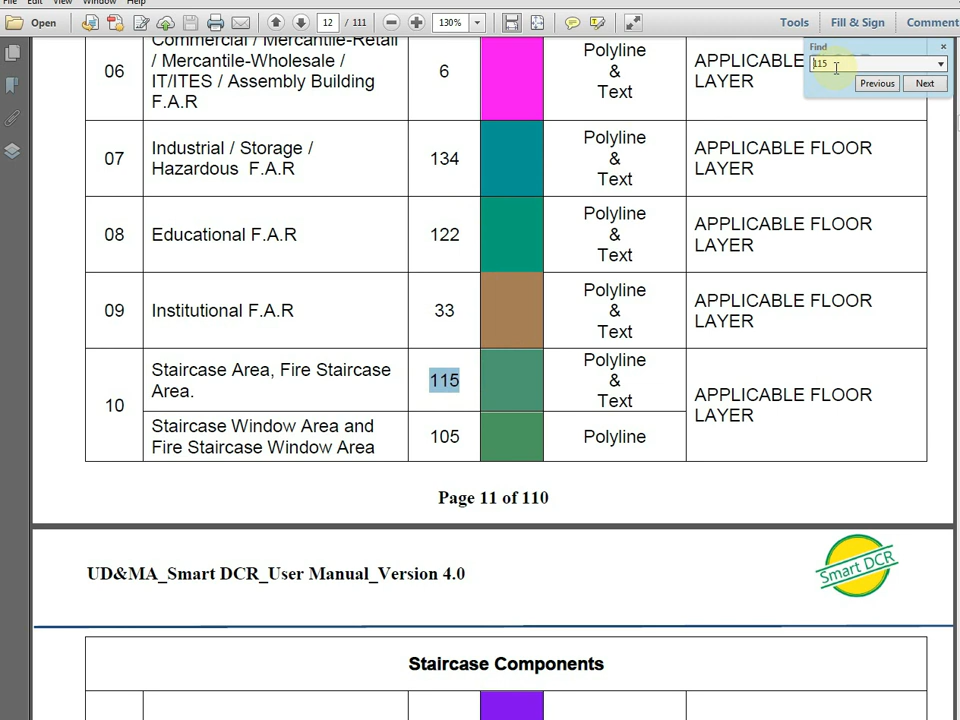 File Edit View Window Help
Open
12
/ 111
130%
Tools
Fill & Sign
Comment
Find
115
Previous
Next
06
Commercial / Mercantile-Retail
/ Mercantile-Wholesale /
IT/ITES / Assembly Building
F.A.R
6
Polyline
&
Text
APPLICABLE
LAYER
07
Industrial / Storage /
Hazardous F.A.R
134
Polyline
&
Text
APPLICABLE FLOOR
LAYER
08
Educational F.A.R
122
Polyline
&
Text
APPLICABLE FLOOR
LAYER
09
Institutional F.A.R
33
Polyline
&
Text
APPLICABLE FLOOR
LAYER
10
Staircase Area, Fire Staircase
Area.
115
Polyline
&
Text
APPLICABLE FLOOR
LAYER
Staircase Window Area and
Fire Staircase Window Area
105
Polyline
Page 11 of 110
UD&MA_Smart DCR_User Manual_Version 4.0
Smart DCR
Staircase Components